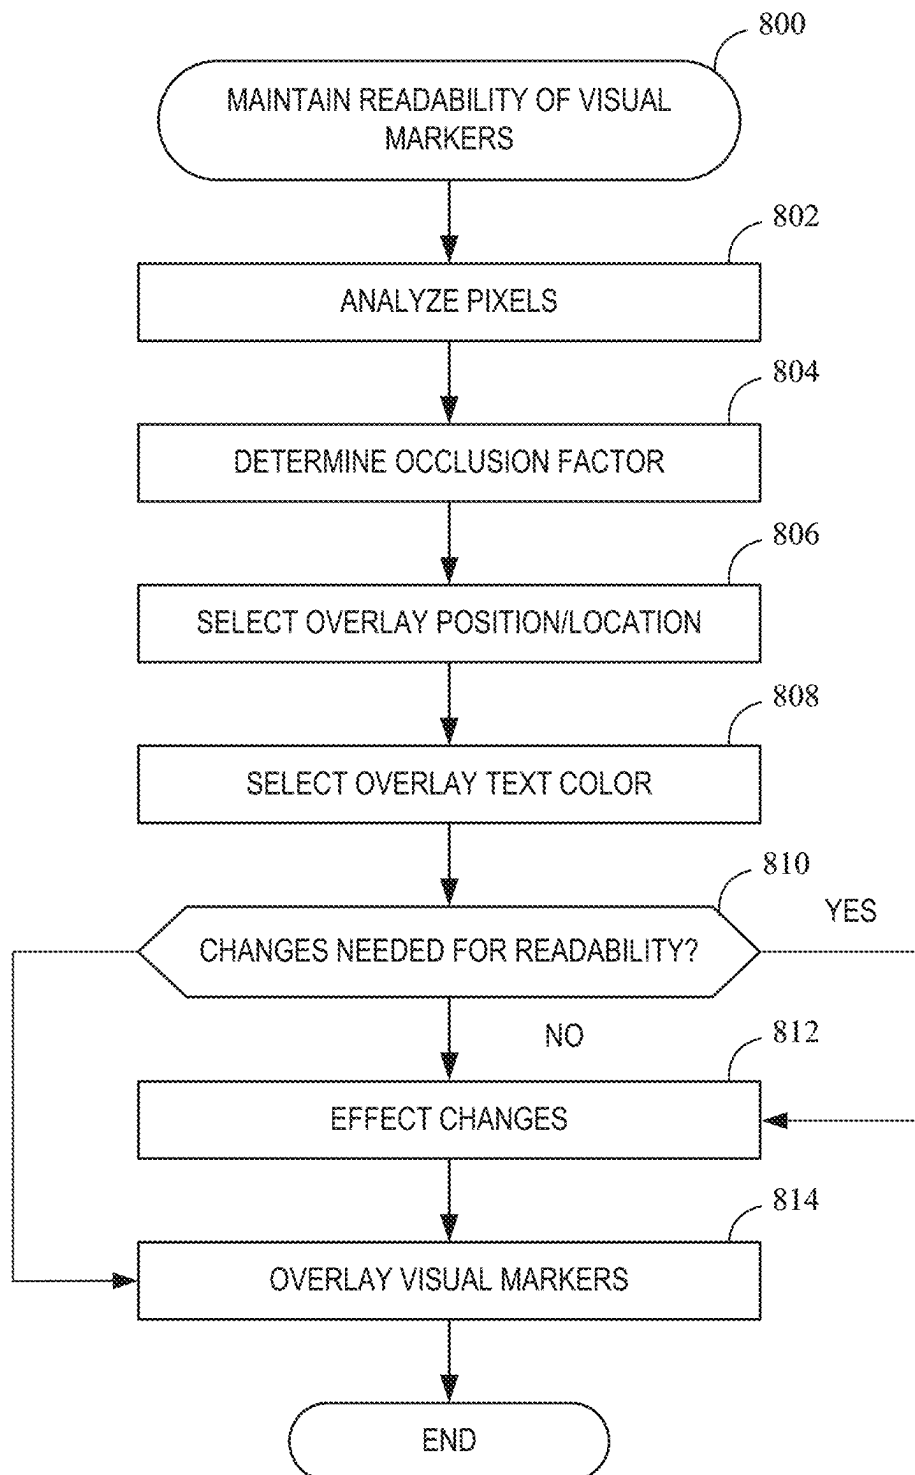 800
MAINTAIN READABILITY OF VISUAL
MARKERS
802
ANALYZE PIXELS
804
DETERMINE OCCLUSION FACTOR
806
SELECT OVERLAY POSITION/LOCATION
808
SELECT OVERLAY TEXT COLOR
810
YES
CHANGES NEEDED FOR READABILITY?
NO
812
EFFECT CHANGES
814
OVERLAY VISUAL MARKERS
END